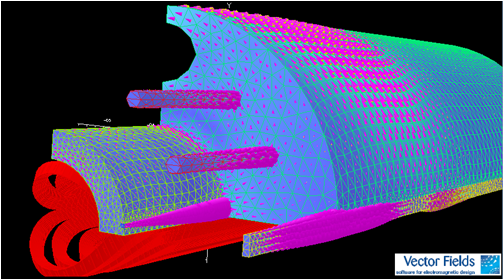 Y
Vector Fields
software for electromagnetic design